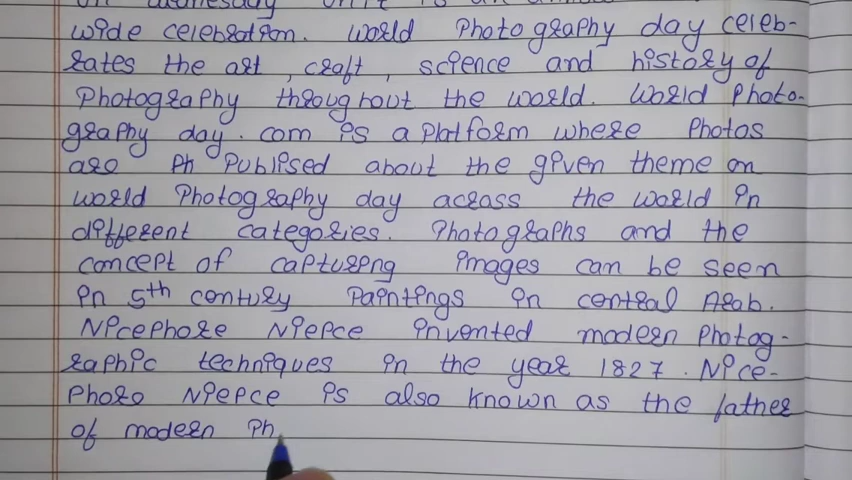 on Wednesday
wide celebration. World Photography day celeb-
rates the art, craft, science and history of
Photography throughout the world. World Photo-
graphy day. com is a platform where Photos
are Ph Publised about the given theme on
world Photography day across the world in
different categories. Photographs and the
concept of capturing images can be seen
in 5th contury Paintings in central Arab.
Nicephore Niepce invented modern Photog-
raphic techniques in the year 1827. Nice-
Phoro Niepce is also known as the father
of modern Ph